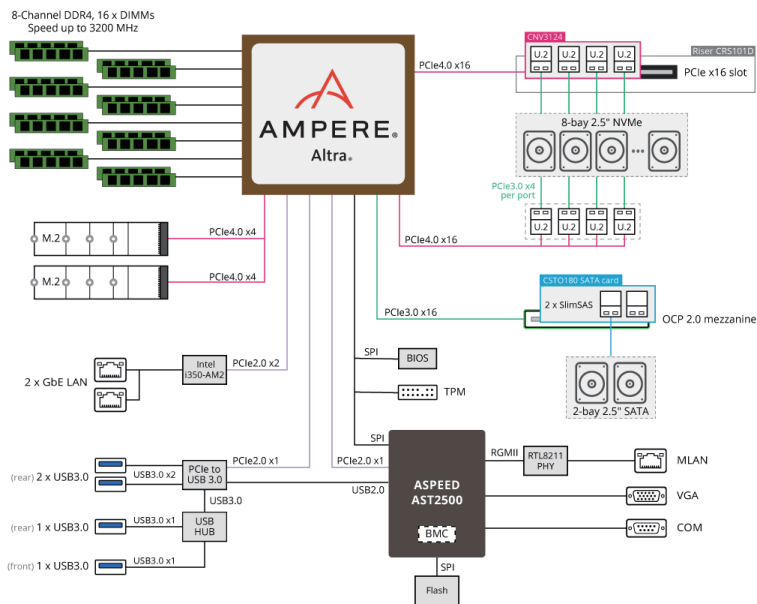 8-Channel DDR4, 16 x DIMMs
Speed up to 3200 MHz
AMPERE®
Altra®
PCIe4.0 x16
CNV3124
U.2 U.2 U.2 U.2
Riser CRS101D
PCIe x16 slot
8-bay 2.5" NVMe
PCIe3.0 x4
per port
U.2 U.2 U.2 U.2
PCIe4.0 x16
M.2
PCIe4.0 x4
M.2
PCIe4.0 x4
CSTO180 SATA card
2 x SlimSAS
PCIe3.0 x16
OCP 2.0 mezzanine
2-bay 2.5" SATA
2 x GbE LAN
Intel
i350-AM2
PCIe2.0 x2
SPI
BIOS
TPM
SPI
PCIe2.0 x1
PCIe2.0 x1
(rear) 2 x USB3.0
USB3.0 x2
PCIe to
USB 3.0
USB2.0
USB3.0
(rear) 1 x USB3.0
USB3.0 x1
USB
HUB
(front) 1 x USB3.0
USB3.0 x1
ASPEED
AST2500
BMC
RGMII
RTL8211
PHY
MLAN
VGA
COM
SPI
Flash